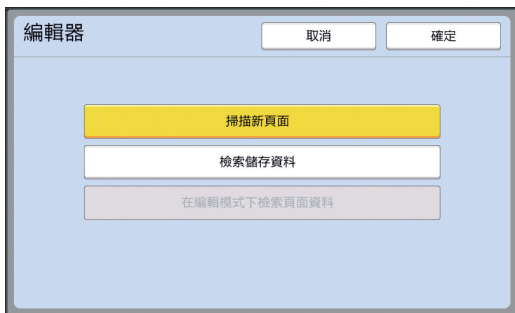 編輯器
取消
確定
掃描新頁面
檢索儲存資料
在編輯模式下檢索頁面資料